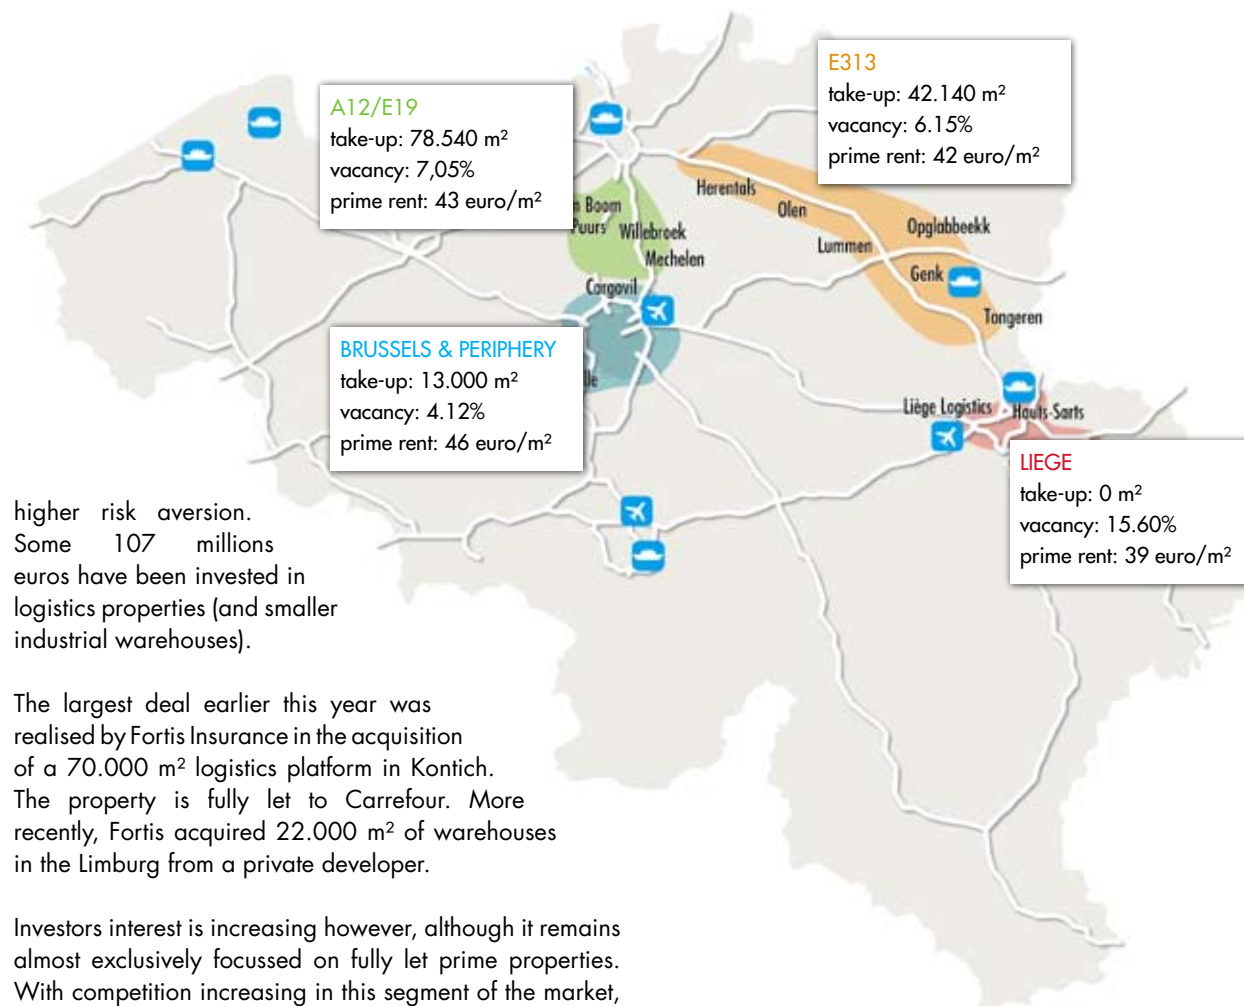 E313
take-up: 42.140 m²
vacancy: 6.15%
prime rent: 42 euro/m²
A12/E19
take-up: 78.540 m²
vacancy: 7,05%
prime rent: 43 euro/m²
Herentals
Olen
Boom
Puurs
Willebroek
Mechelen
Lummen
Opglabbeekk
Genk
Tongeren
Cargovil
BRUSSELS & PERIPHERY
take-up: 13.000 m²
vacancy: 4.12%
prime rent: 46 euro/m²
Liège Logistics
Hauts-Sarts
LIEGE
take-up: 0 m²
vacancy: 15.60%
prime rent: 39 euro/m²
higher risk aversion.
Some 107 millions
euros have been invested in
logistics properties (and smaller
industrial warehouses).
The largest deal earlier this year was
realised by Fortis Insurance in the acquisition
of a 70.000 m² logistics platform in Kontich.
The property is fully let to Carrefour. More
recently, Fortis acquired 22.000 m² of warehouses
in the Limburg from a private developer.
Investors interest is increasing however, although it remains
almost exclusively focussed on fully let prime properties.
With competition increasing in this segment of the market,